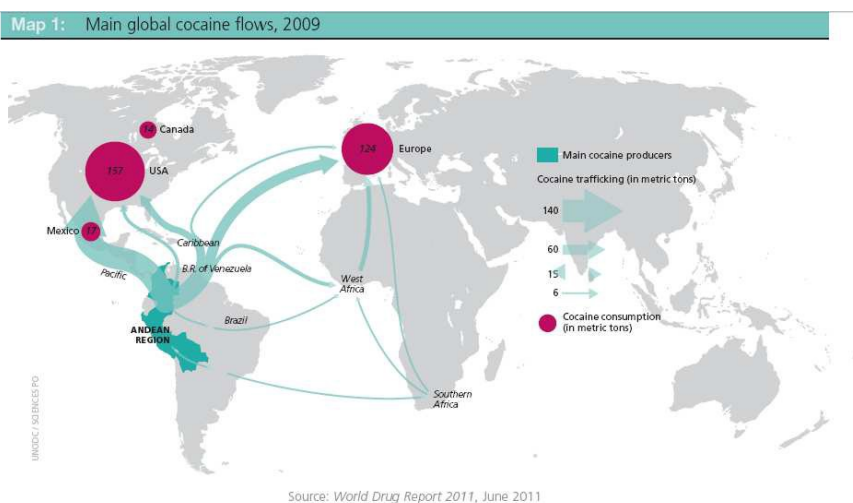 Map 1: Main global cocaine flows, 2009
14 Canada
157 USA
124 Europe
Mexico 17
Caribbean
B.R. of Venezuela
Pacific
West
Africa
Brazil
ANDEAN
REGION
Southern
Africa
Main cocaine producers
Cocaine trafficking (in metric tons)
140
60
15
6
Cocaine consumption
(in metric tons)
UNODC / SCIENCES PO
Source: World Drug Report 2011, June 2011